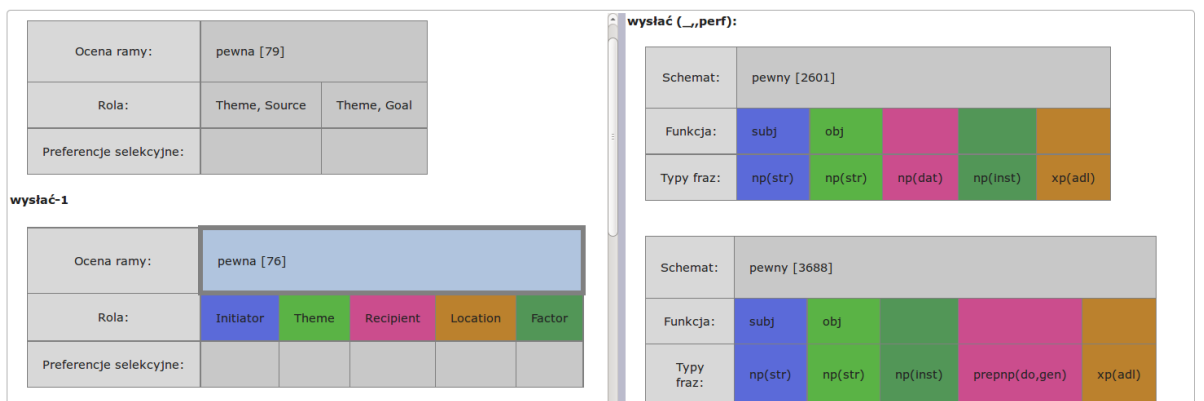 Ocena ramy: pewna [79]
Rola: Theme, Source Theme, Goal
Preferencje selekcyjne:
wysłać-1
Ocena ramy: pewna [76]
Rola: Initiator Theme Recipient Location Factor
Preferencje selekcyjne:
wysłać (_,,perf):
Schemat: pewny [2601]
Funkcja: subj obj
Typy fraz: np(str) np(str) np(dat) np(inst) xp(adl)
Schemat: pewny [3688]
Funkcja: subj obj
Typy
fraz: np(str) np(str) np(inst) prepnp(do,gen) xp(adl)